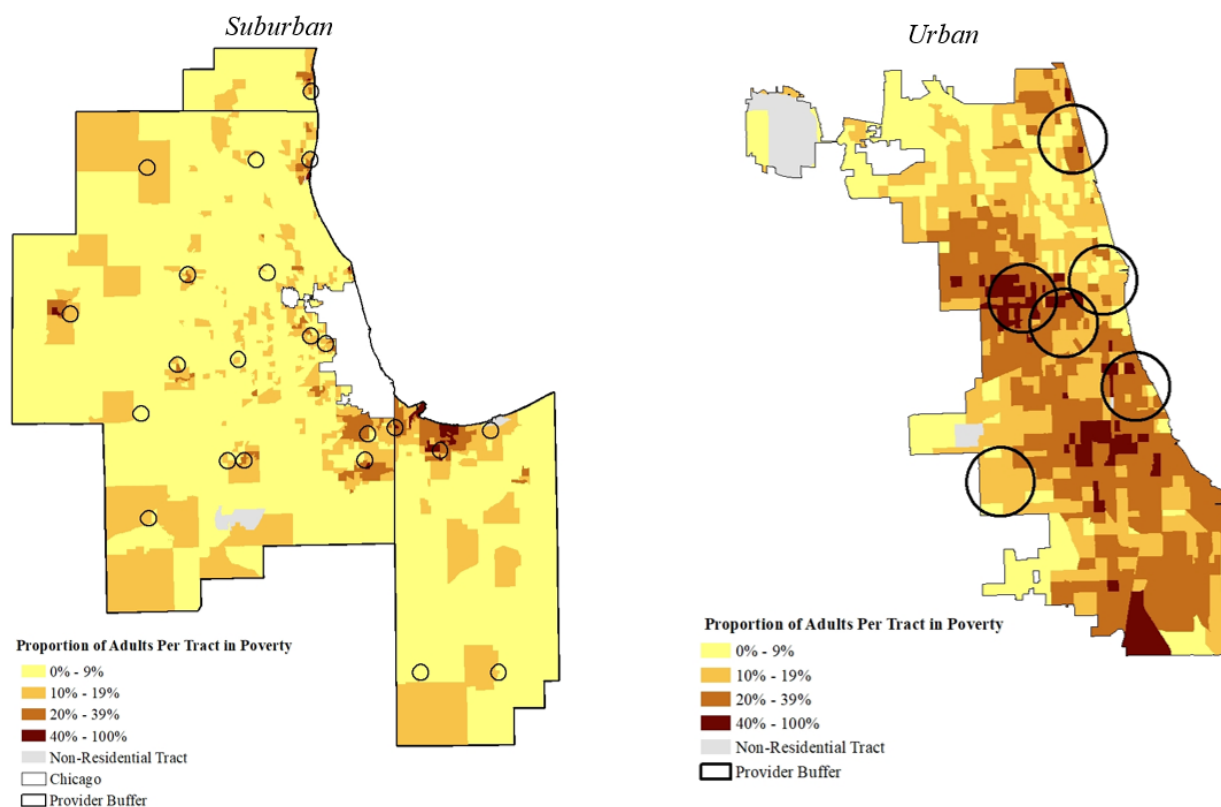 Suburban
Urban
Proportion of Adults Per Tract in Poverty
0% - 9%
10% - 19%
20% - 39%
40% - 100%
Non-Residential Tract
Chicago
Provider Buffer
Proportion of Adults Per Tract in Poverty
0% - 9%
10% - 19%
20% - 39%
40% - 100%
Non-Residential Tract
Provider Buffer